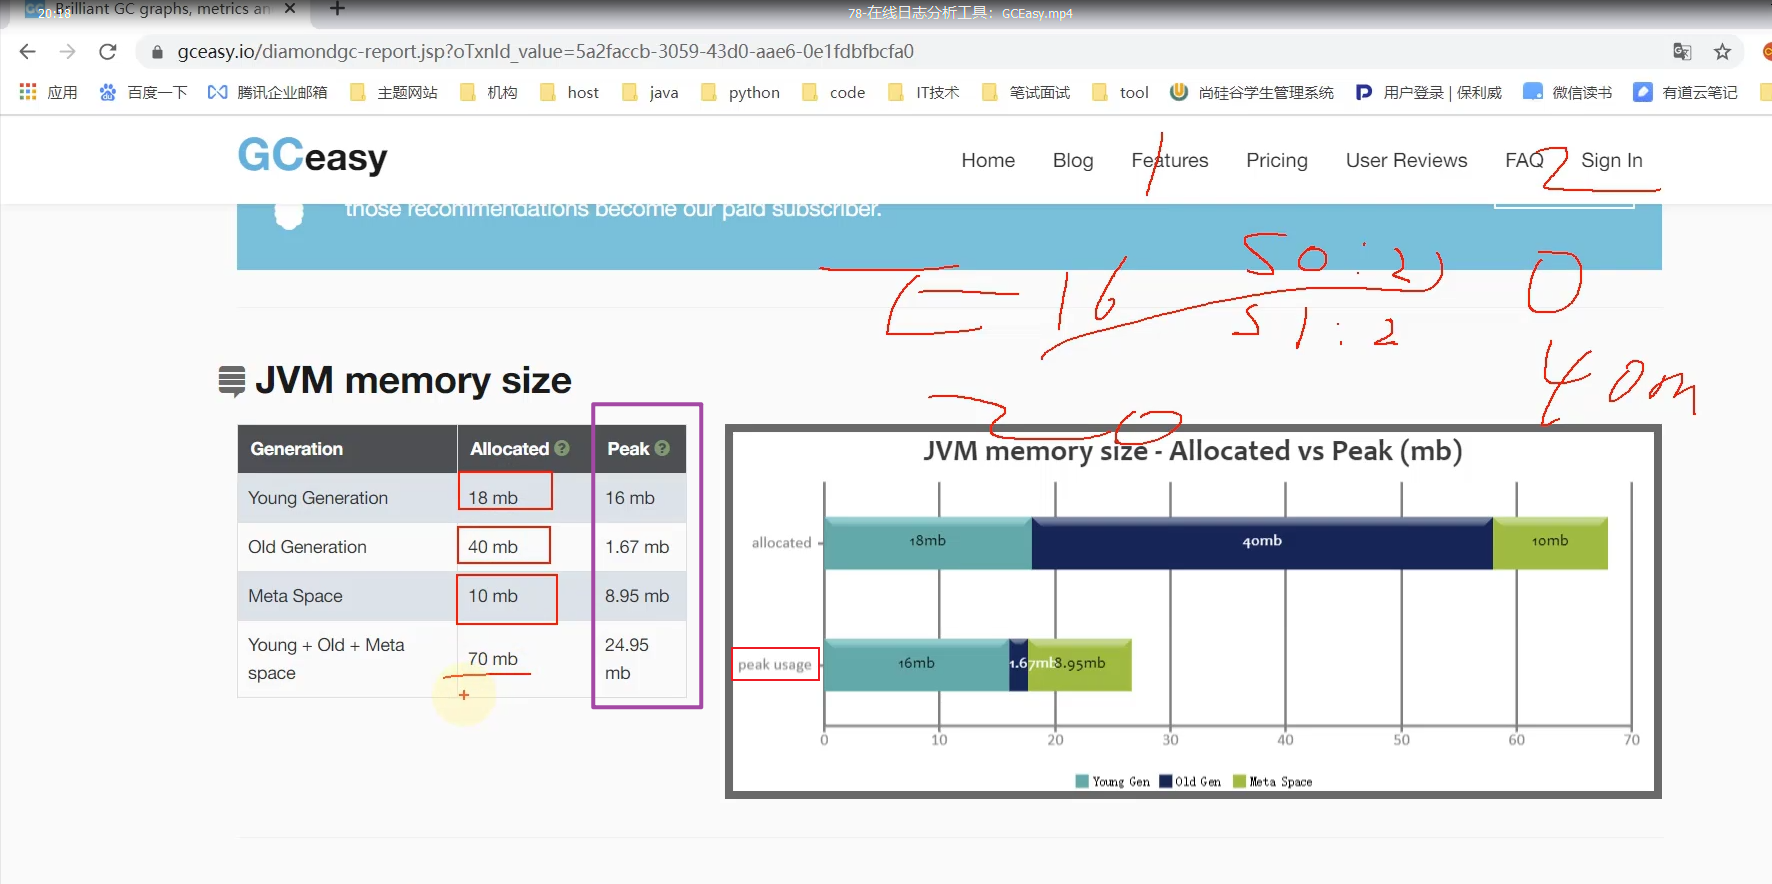 Brilliant GC graphs, metrics an
20:18
78-在线日志分析工具：GCEasy.mp4
gceasy.io/diamondgc-report.jsp?oTxnId_value=5a2faccb-3059-43d0-aae6-0e1fdbfbcfa0
应用 百度一下 腾讯企业邮箱 主题网站 机构 host java python code IT技术 笔试面试 tool 尚硅谷学生管理系统 用户登录 | 保利威 微信读书 有道云笔记
GCeasy
Home Blog Features Pricing User Reviews FAQ Sign In
1 2
those recommendations become our paid subscriber.
16 50:2) 0
51:2
40m
20
JVM memory size
Generation Allocated ? Peak ?
Young Generation 18 mb 16 mb
Old Generation 40 mb 1.67 mb
Meta Space 10 mb 8.95 mb
Young + Old + Meta space 70 mb 24.95 mb
JVM memory size - Allocated vs Peak (mb)
allocated 18mb 40mb 10mb
peak usage 16mb 1.67mb 8.95mb
0 10 20 30 40 50 60 70
Young Gen Old Gen Meta Space